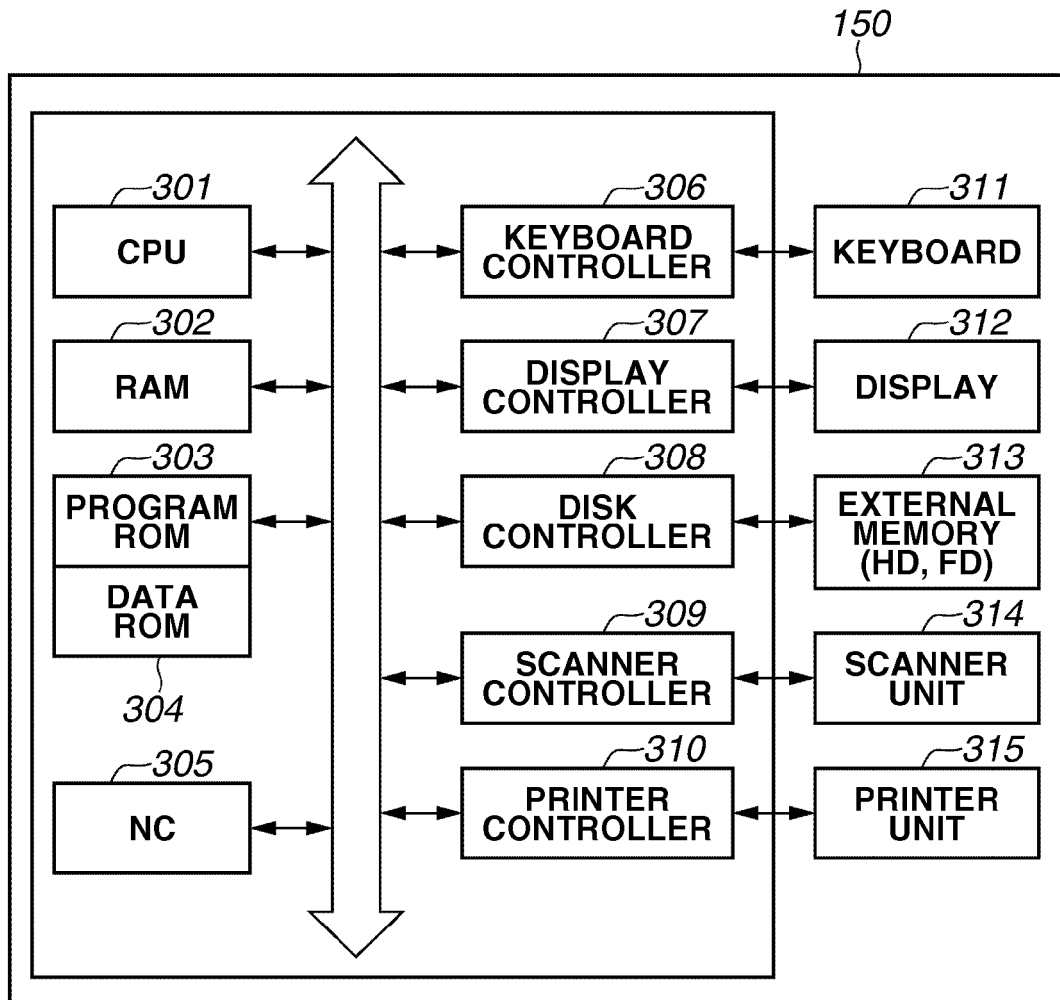 150
301
CPU
302
RAM
303
PROGRAM
ROM
DATA
ROM
304
305
NC
306
KEYBOARD
CONTROLLER
307
DISPLAY
CONTROLLER
308
DISK
CONTROLLER
309
SCANNER
CONTROLLER
310
PRINTER
CONTROLLER
311
KEYBOARD
312
DISPLAY
313
EXTERNAL
MEMORY
(HD, FD)
314
SCANNER
UNIT
315
PRINTER
UNIT